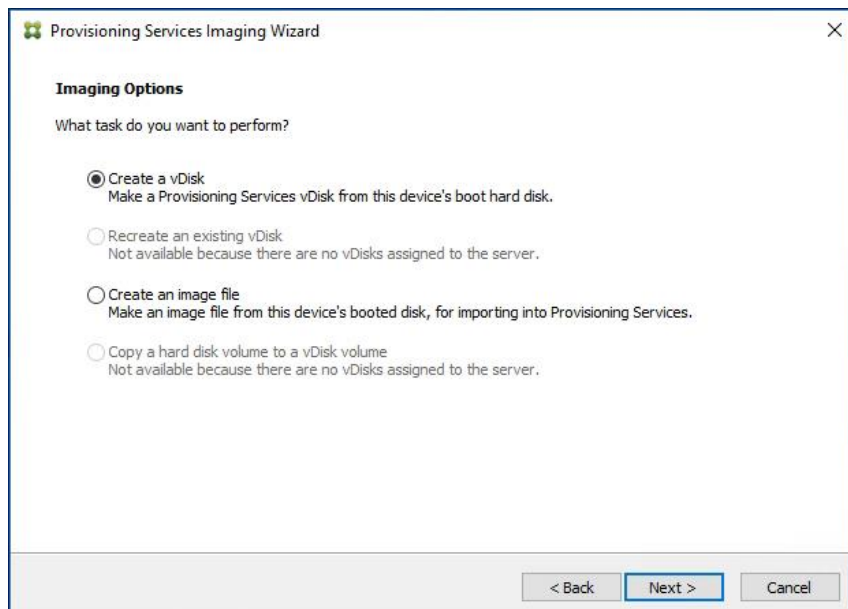 Provisioning Services Imaging Wizard
Imaging Options
What task do you want to perform?
Create a vDisk
Make a Provisioning Services vDisk from this device's boot hard disk.
Recreate an existing vDisk
Not available because there are no vDisks assigned to the server.
Create an image file
Make an image file from this device's booted disk, for importing into Provisioning Services.
Copy a hard disk volume to a vDisk volume
Not available because there are no vDisks assigned to the server.
< Back Next > Cancel